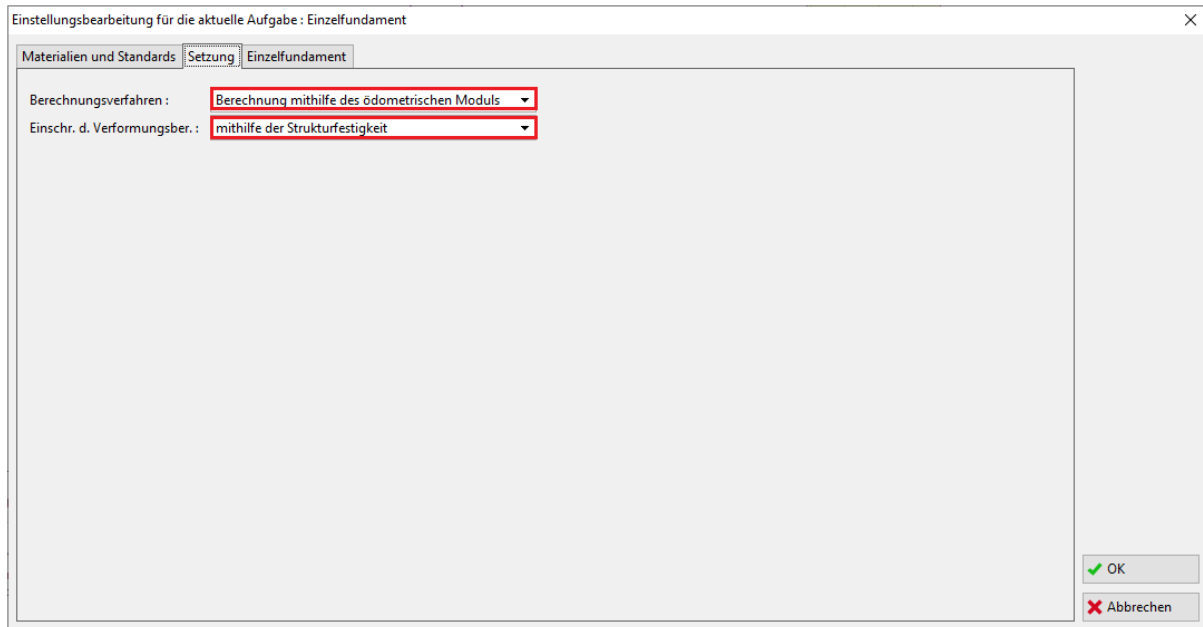 Einstellungsbearbeitung für die aktuelle Aufgabe : Einzelfundament
Materialien und Standards Setzung Einzelfundament
Berechnungsverfahren : Berechnung mithilfe des ödometrischen Moduls
Einschr. d. Verformungsber. : mithilfe der Strukturfestigkeit
OK
Abbrechen